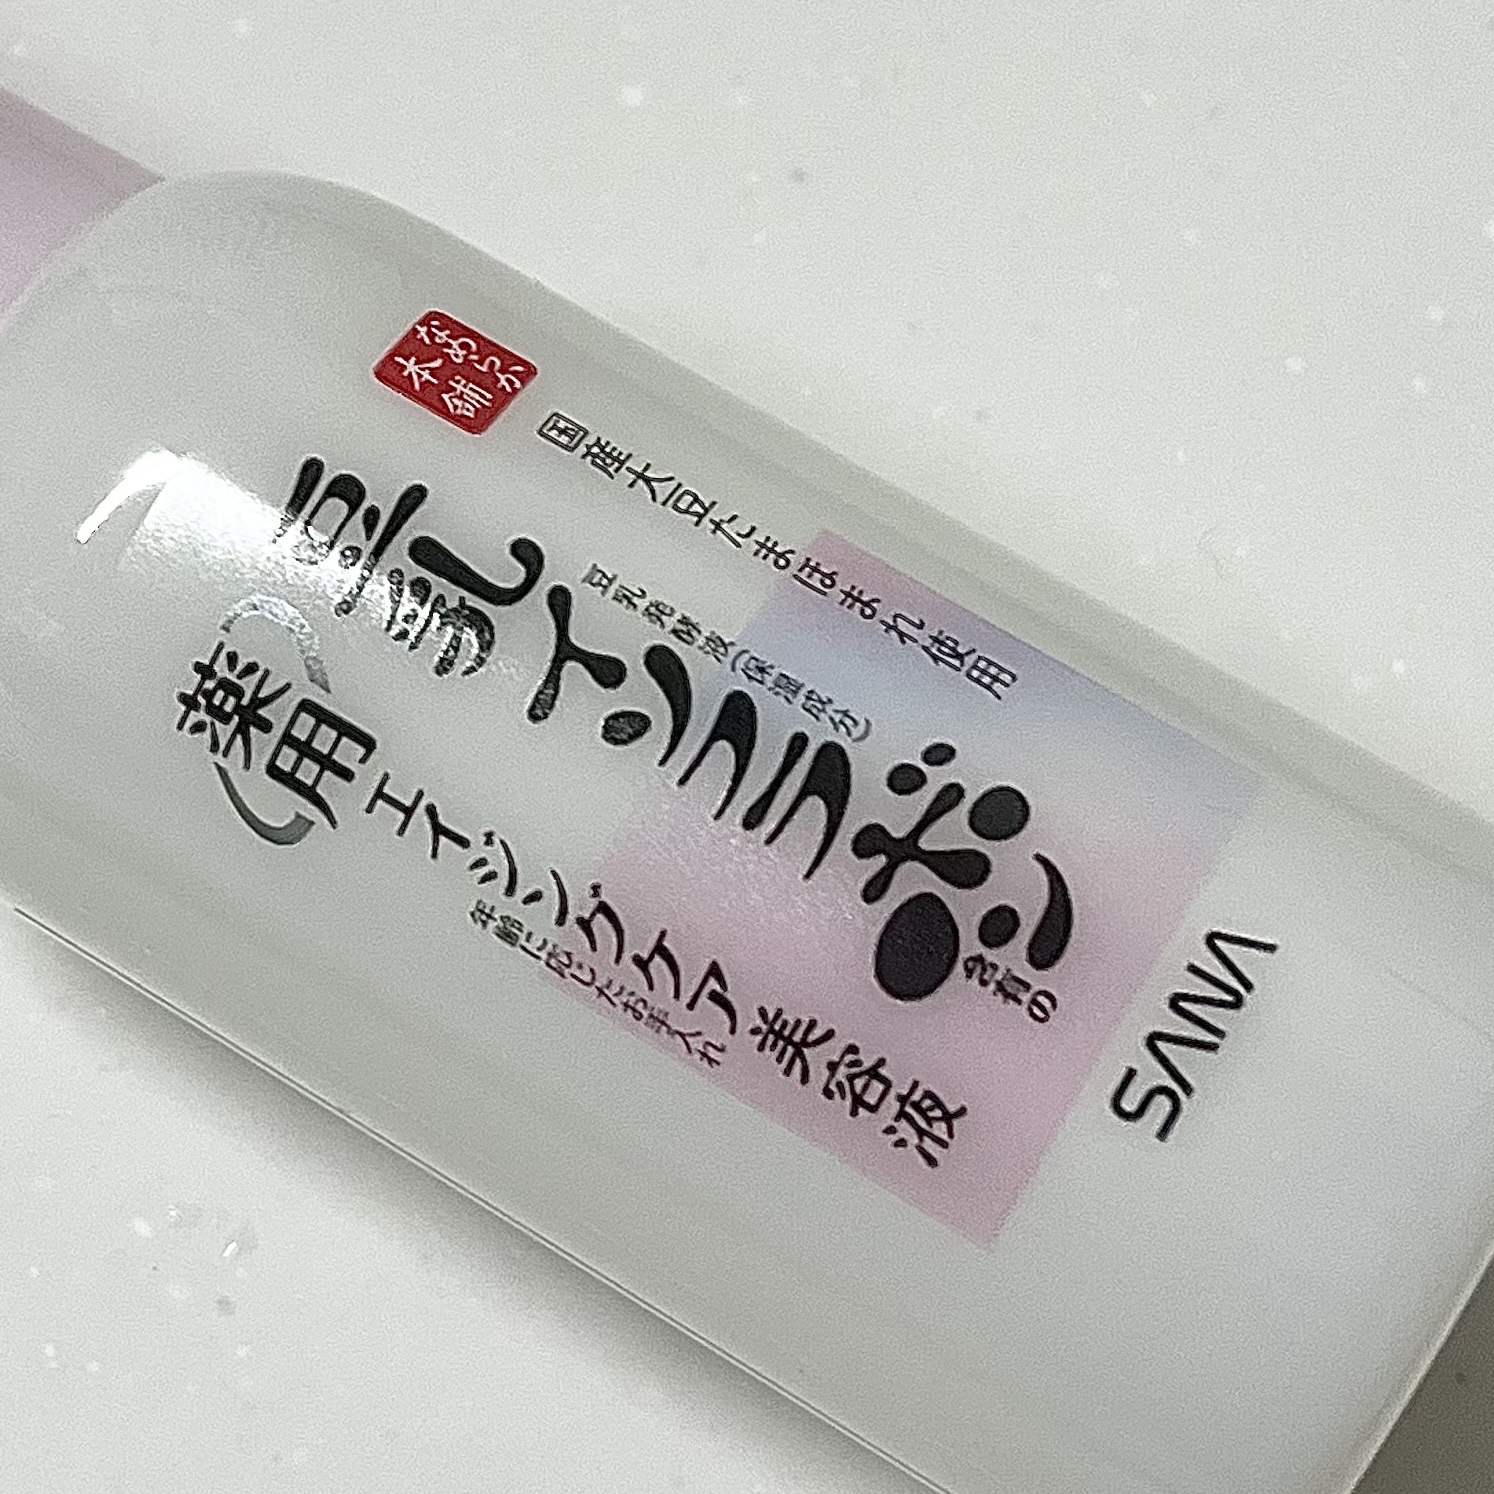 なめらか
本舗
国産大豆たまほまれ使用
豆乳発酵液(保湿成分)
豆乳イソフラボン
含有の
薬用エイジングケア美容液
年齢に応じたお手入れ
SANA